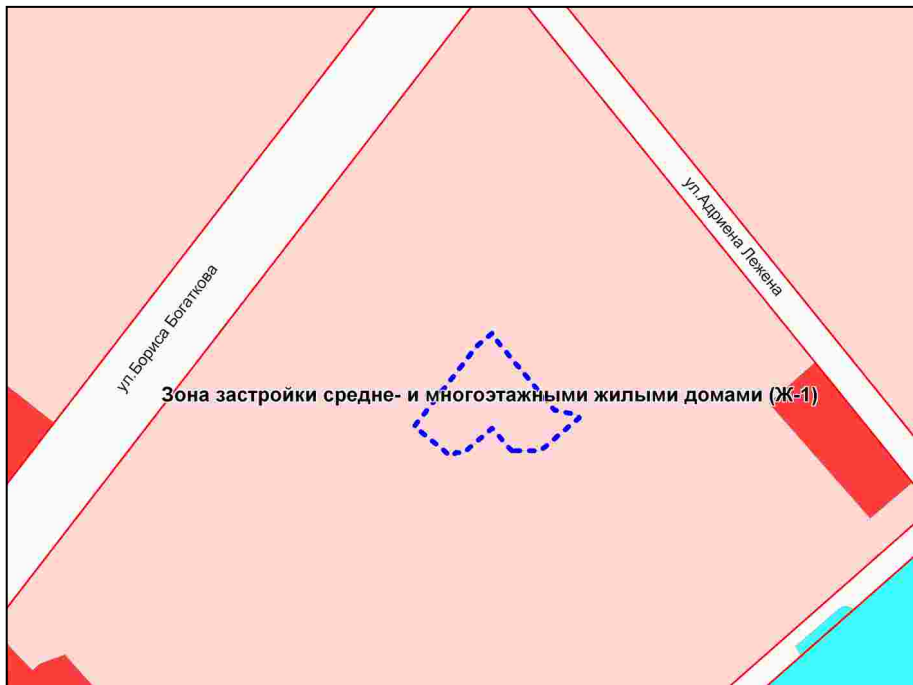 ул.Адриена Лежена
ул.Бориса Богаткова
Зона застройки средне- и многоэтажными жилыми домами (Ж-1)